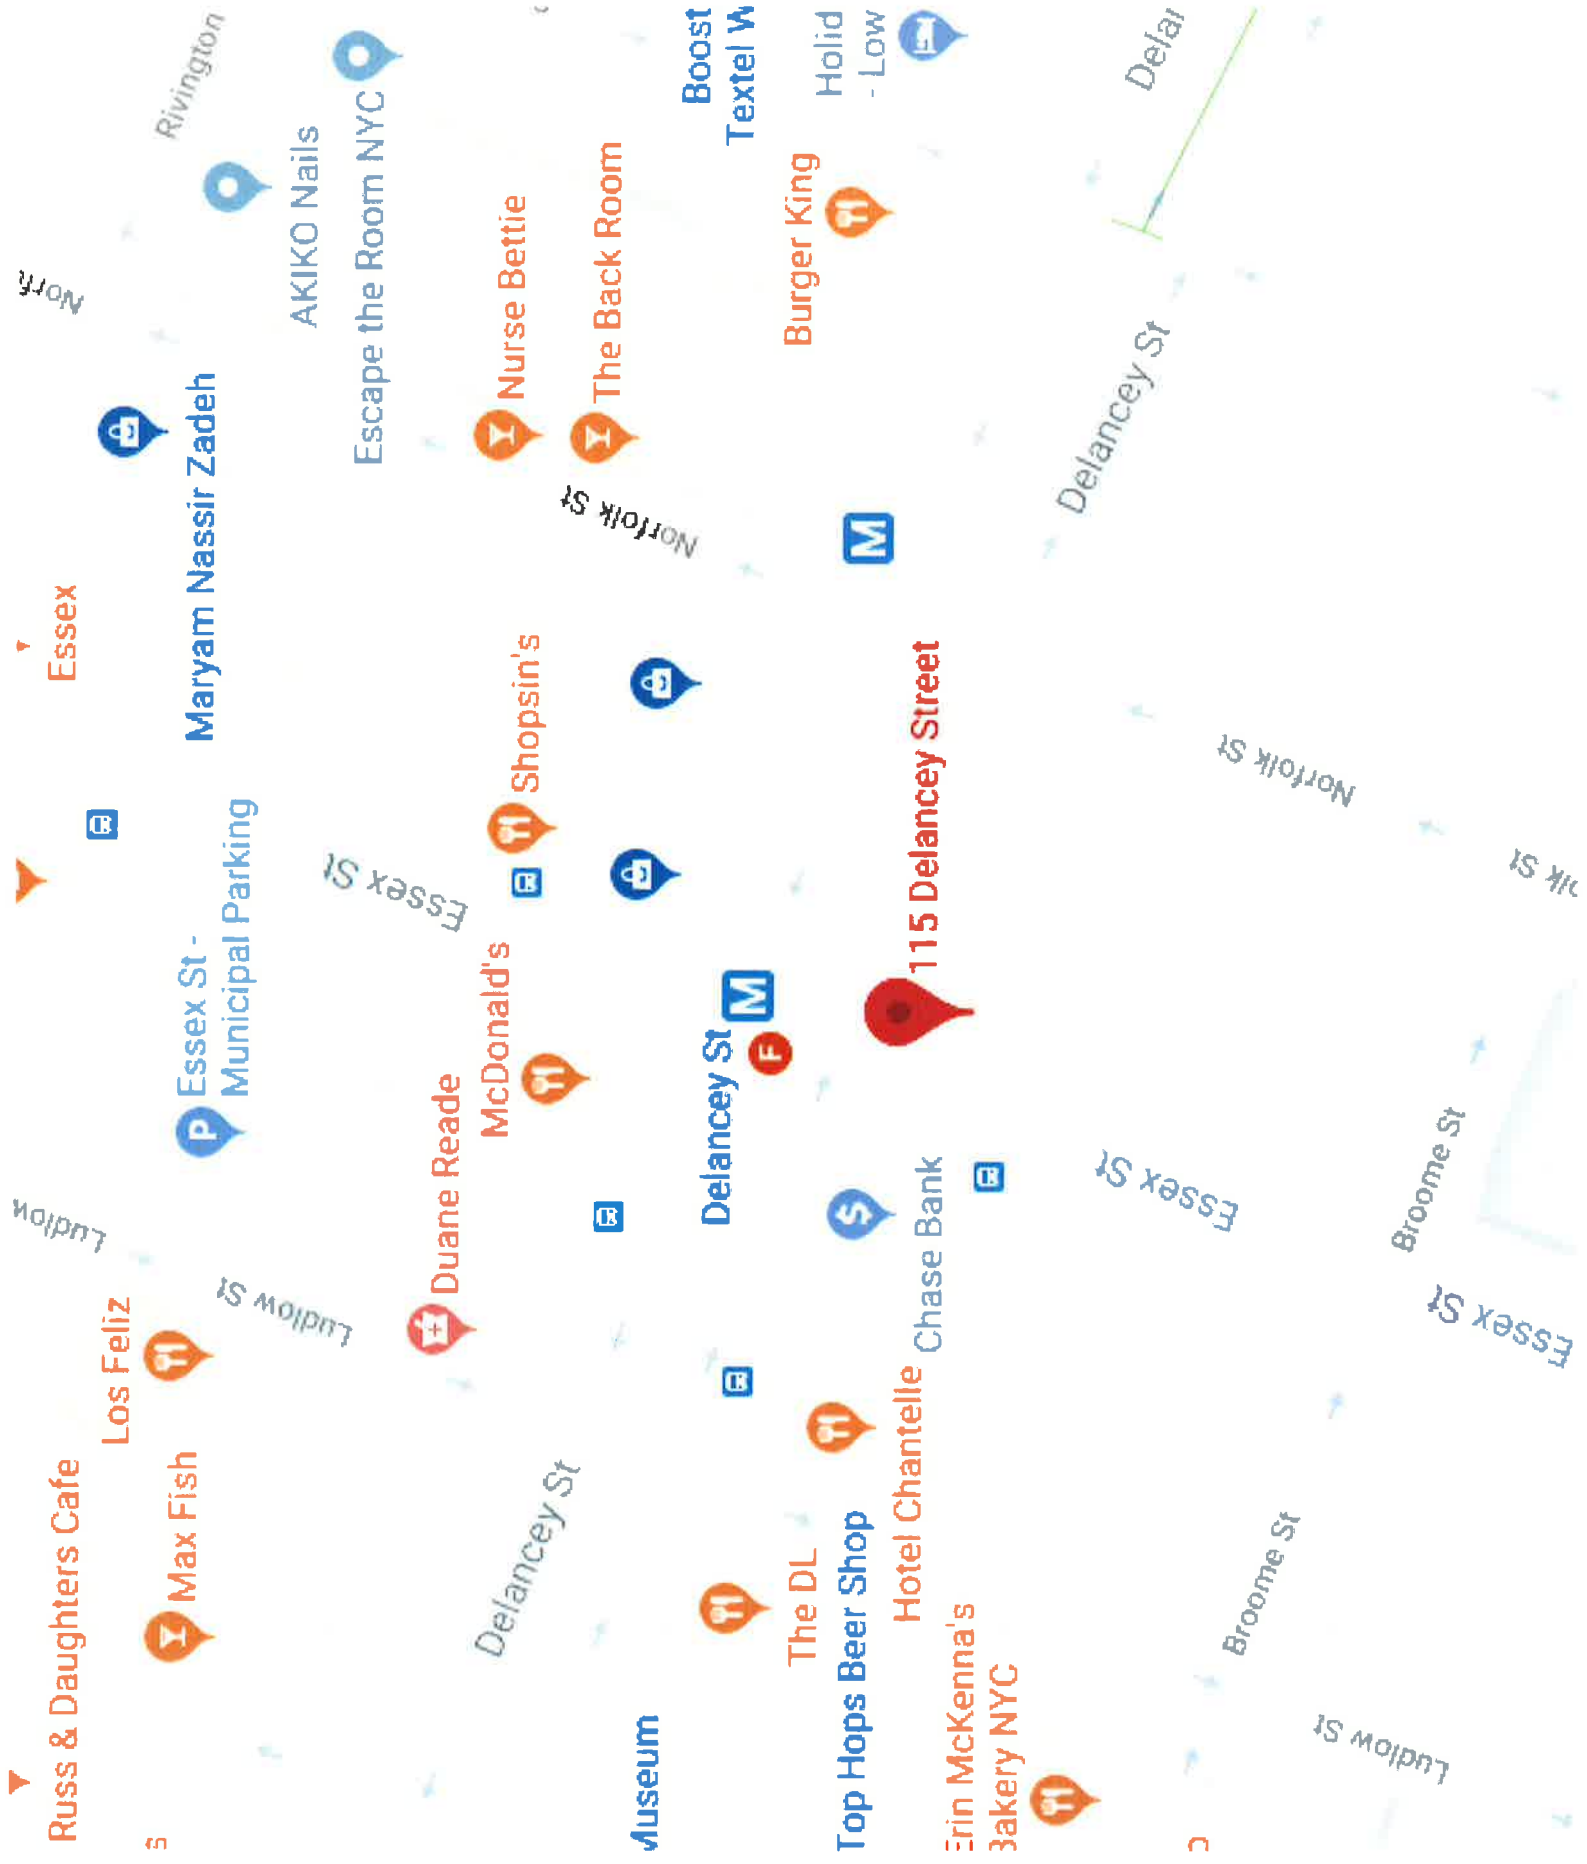 Russ & Daughters Cafe
Los Feliz
Max Fish
Ludlow
Ludlow St
P
Essex St -
Municipal Parking
Essex
Maryam Nassir Zadeh
Norf
Rivington
AKIKO Nails
Escape the Room NYC
Essex St
Duane Reade
McDonald's
Shopsin's
Nurse Bettie
The Back Room
Norfolk St
Delancey St
Museum
Delancey St
M
F
Boost
Textel W
Burger King
Holid
- Low
The DL
Top Hops Beer Shop
Hotel Chantelle
$
Chase Bank
115 Delancey Street
M
Erin McKenna's
Bakery NYC
Delancey St
Delan
Essex St
Norfolk St
Broome St
Broome St
Ludlow St
Essex St
olk St